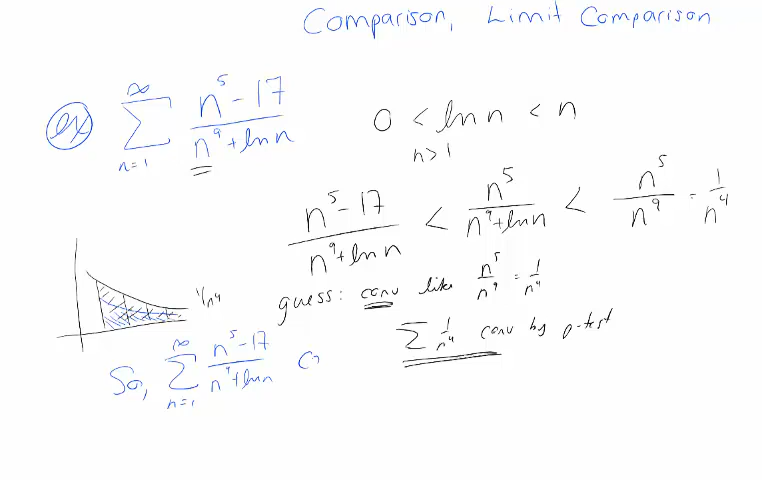 Comparison, Limit Comparison
ex ∑_{n=1}^{∞} (n^5 - 17)/(n^9 + ln n)
0 < ln n < n
n > 1
(n^5 - 17)/(n^9 + ln n) < n^5/(n^9 + ln n) < n^5/n^9 = 1/n^4
1/n^4
guess: conv like n^5/n^9 = 1/n^4
∑ 1/n^4 conv by p-test
So, ∑_{n=1}^{∞} (n^5 - 17)/(n^9 + ln n) c